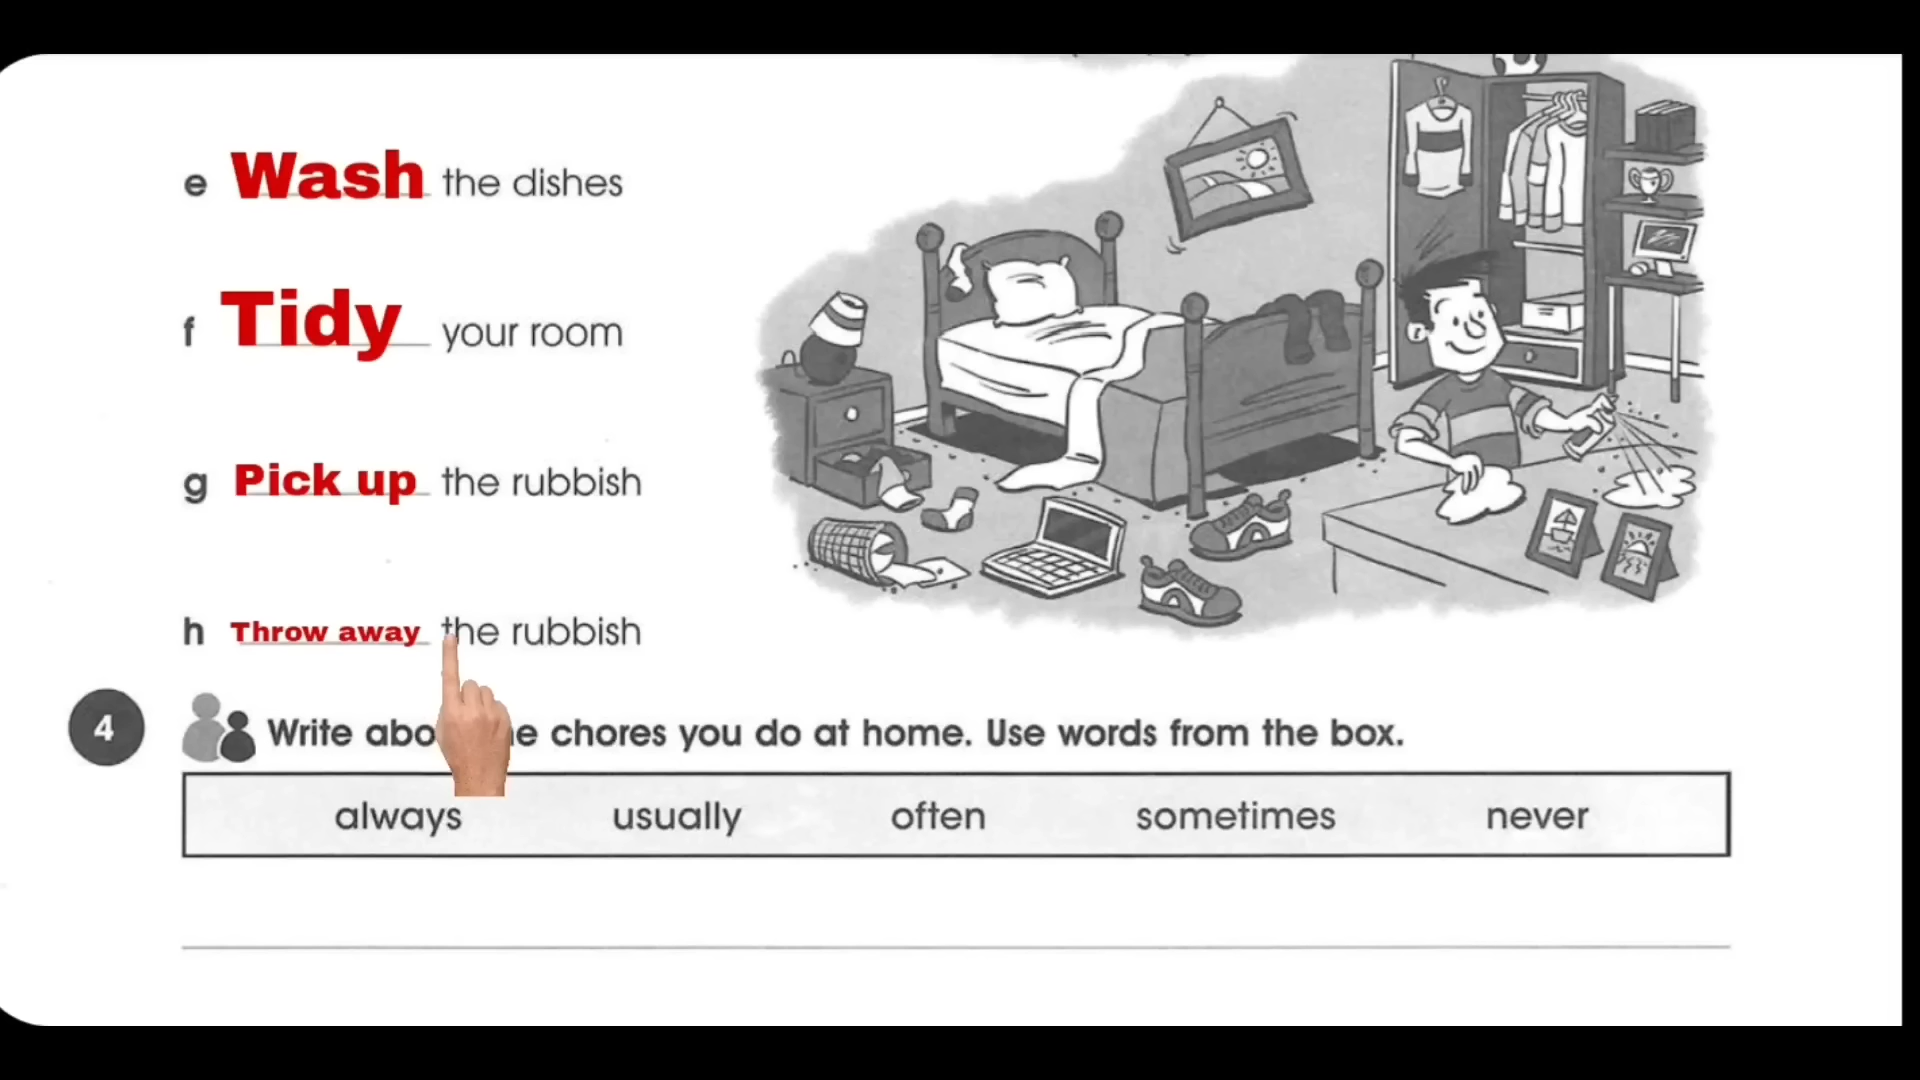 e Wash the dishes
f Tidy your room
g Pick up the rubbish
h Throw away the rubbish
4 Write abo e chores you do at home. Use words from the box.
always usually often sometimes never